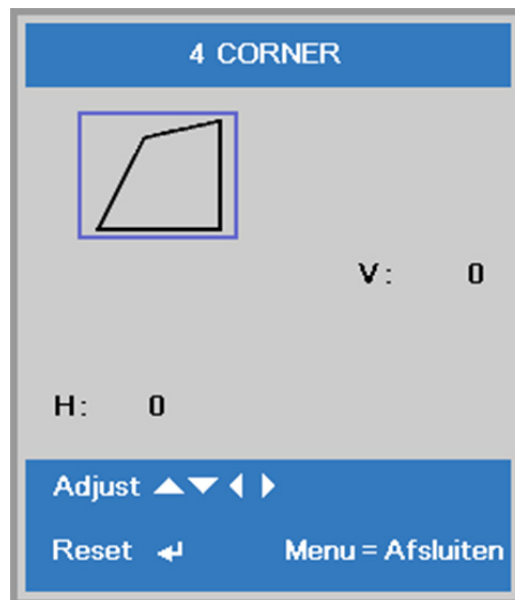 4 CORNER
V: 0
H: 0
Adjust
Reset Menu = Afsluiten